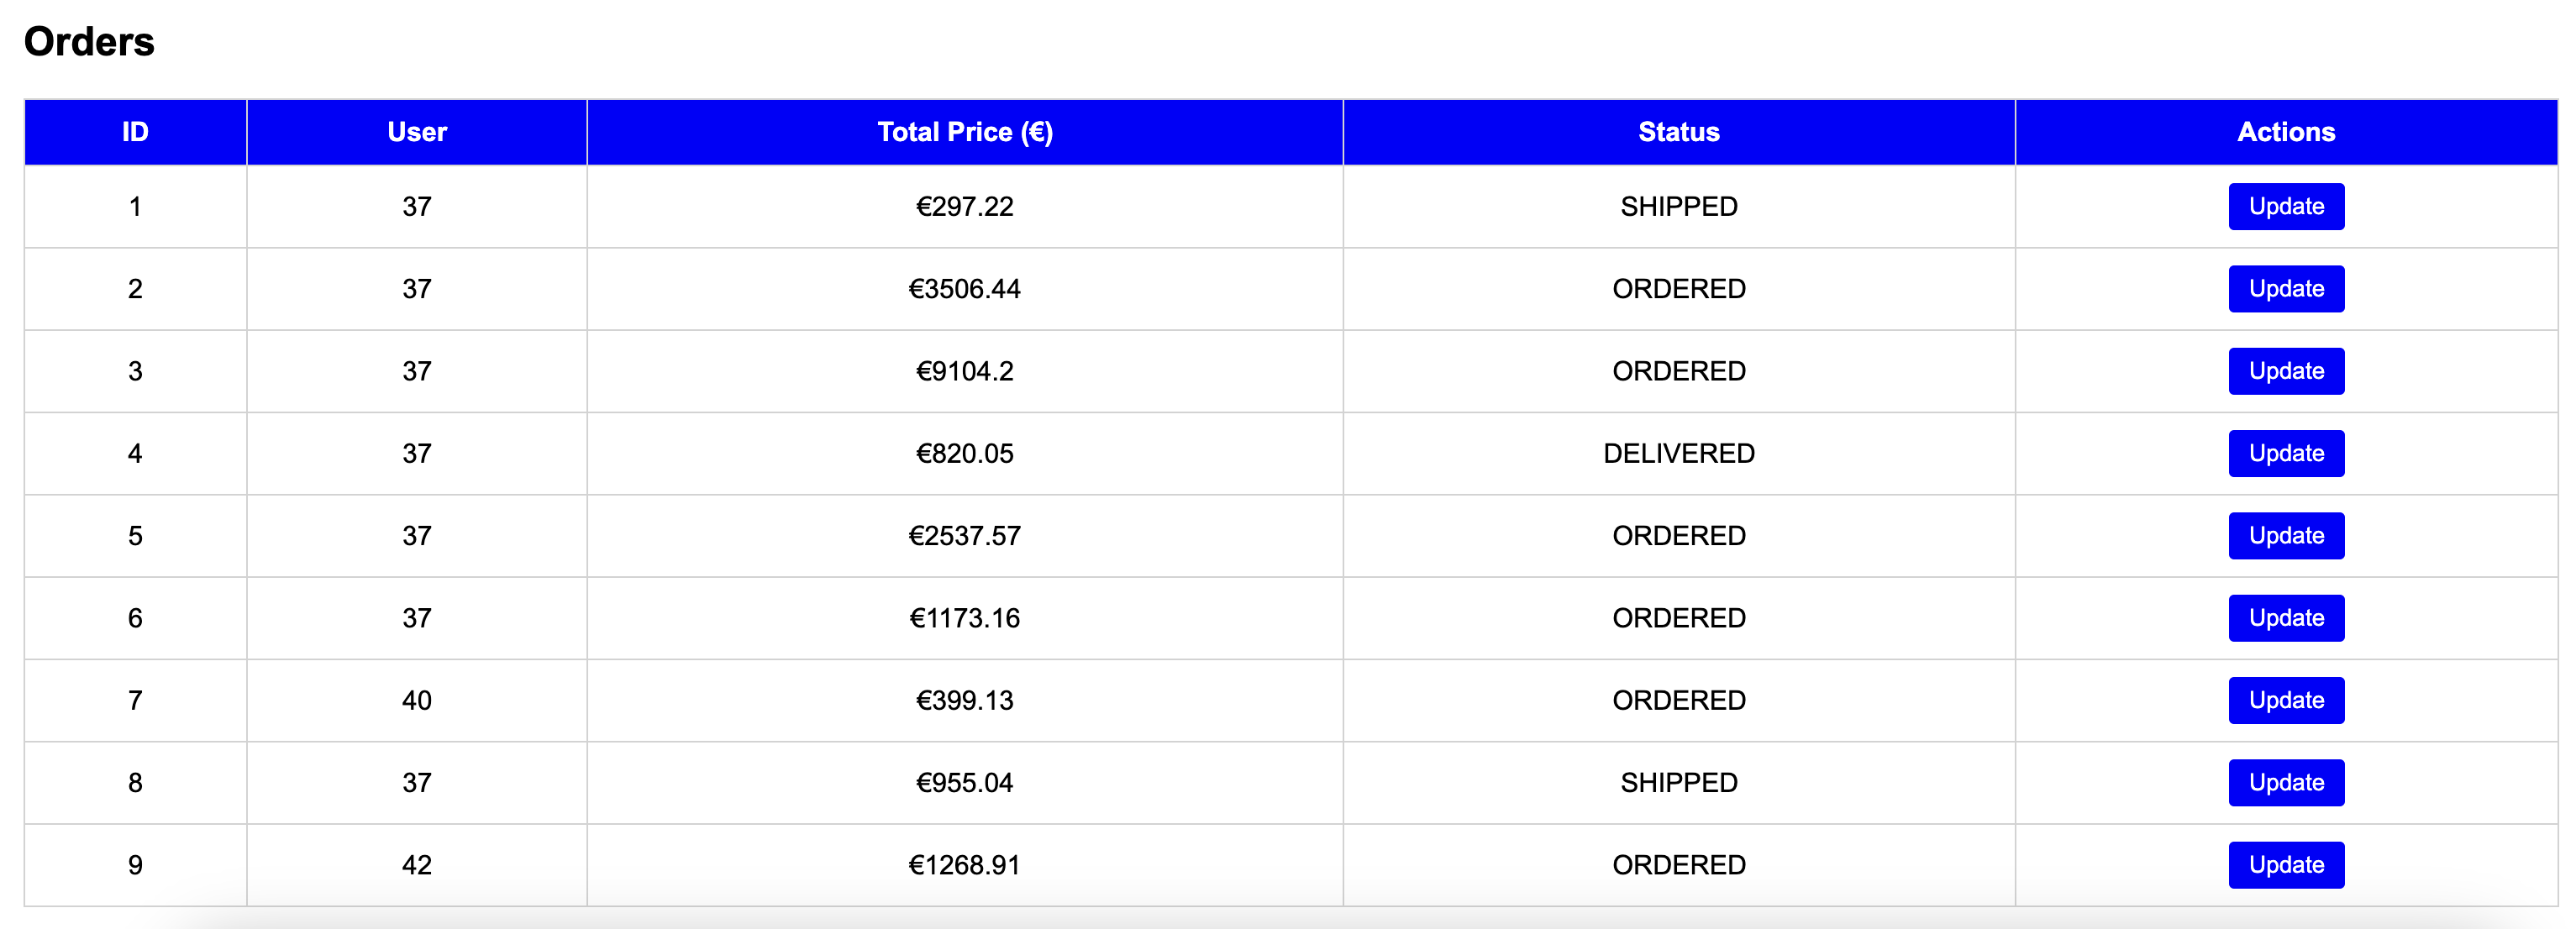 Orders
ID User Total Price (€) Status Actions
1 37 €297.22 SHIPPED Update
2 37 €3506.44 ORDERED Update
3 37 €9104.2 ORDERED Update
4 37 €820.05 DELIVERED Update
5 37 €2537.57 ORDERED Update
6 37 €1173.16 ORDERED Update
7 40 €399.13 ORDERED Update
8 37 €955.04 SHIPPED Update
9 42 €1268.91 ORDERED Update